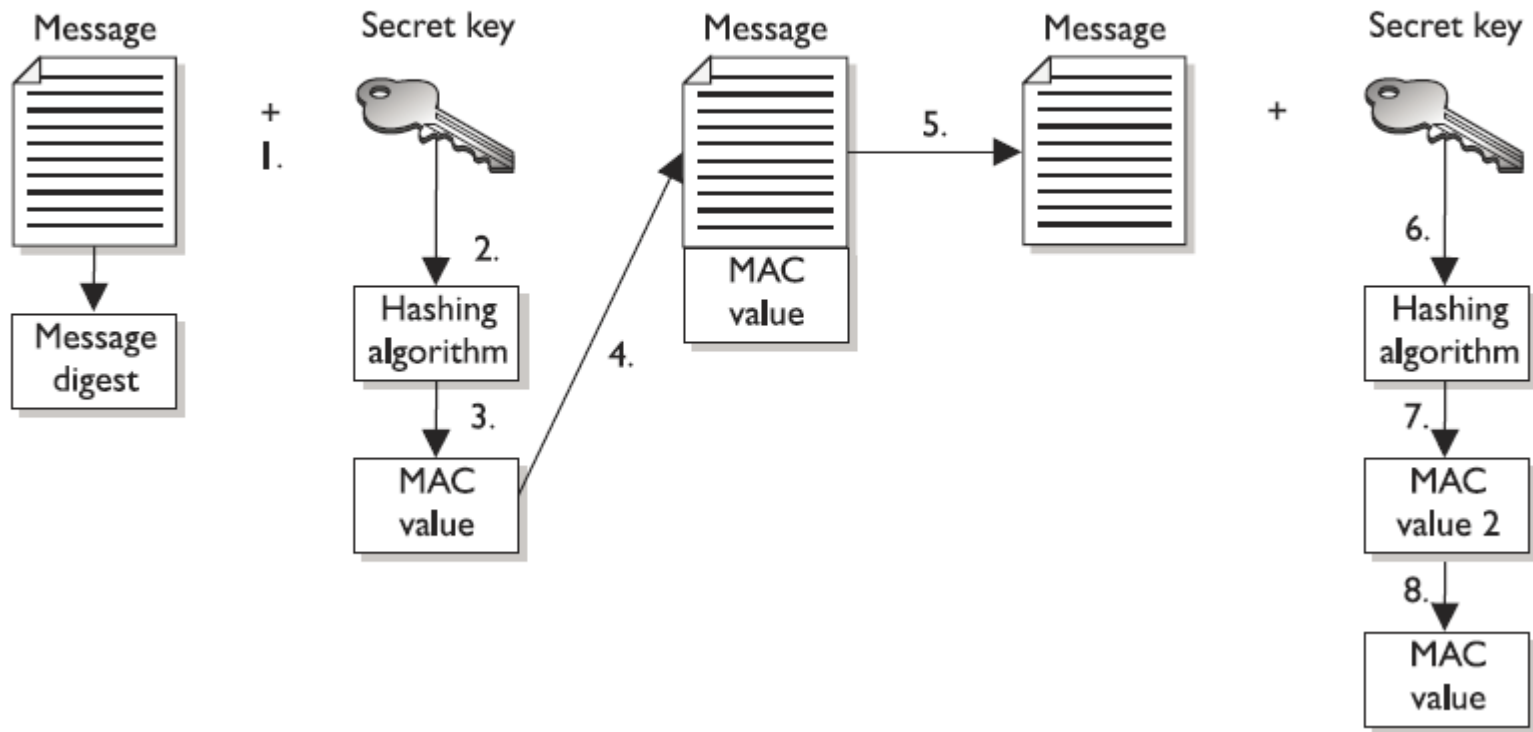 Message
Secret key
Message
Message
Secret key
+
1.
5.
+
2.
6.
Message
digest
Hashing
algorithm
4.
MAC
value
Hashing
algorithm
3.
7.
MAC
value
MAC
value 2
8.
MAC
value